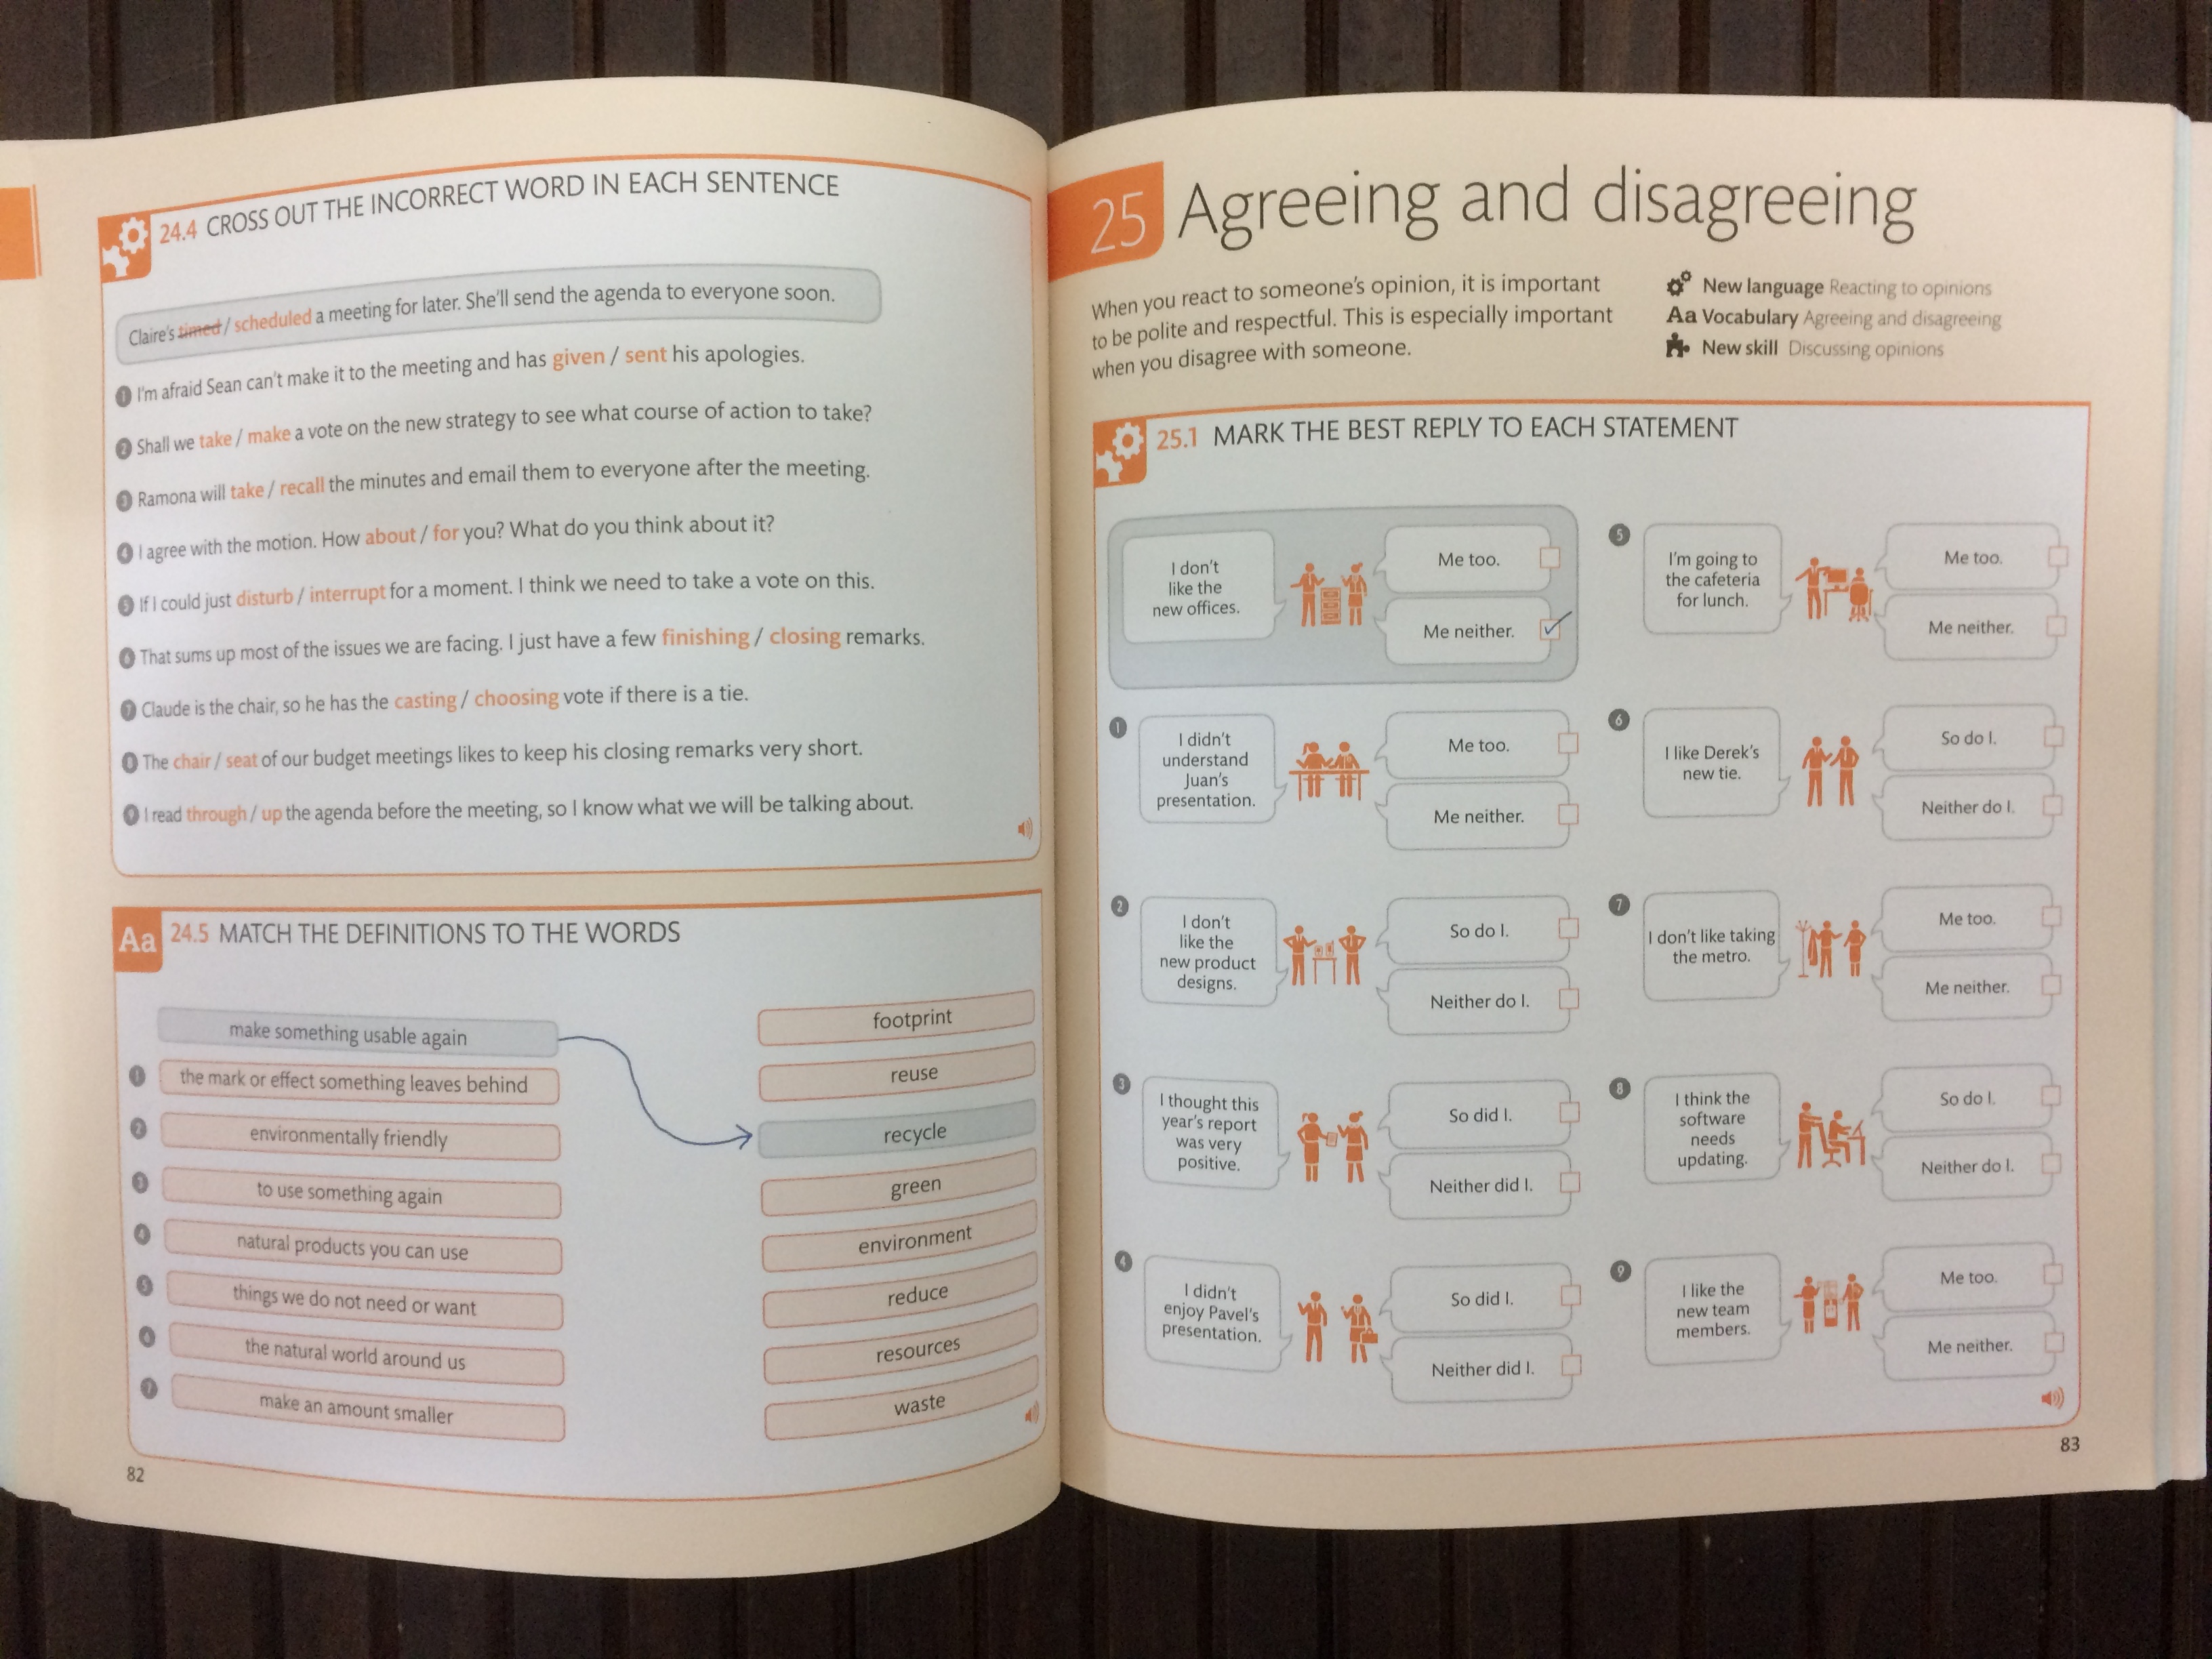 24.4 CROSS OUT THE INCORRECT WORD IN EACH SENTENCE
Claire's timed / scheduled a meeting for later. She'll send the agenda to everyone soon.
1 I'm afraid Sean can't make it to the meeting and has given / sent his apologies.
2 Shall we take / make a vote on the new strategy to see what course of action to take?
3 Ramona will take / recall the minutes and email them to everyone after the meeting.
4 I agree with the motion. How about / for you? What do you think about it?
5 If I could just disturb / interrupt for a moment. I think we need to take a vote on this.
6 That sums up most of the issues we are facing. I just have a few finishing / closing remarks.
7 Claude is the chair, so he has the casting / choosing vote if there is a tie.
8 The chair / seat of our budget meetings likes to keep his closing remarks very short.
9 I read through / up the agenda before the meeting, so I know what we will be talking about.
Aa 24.5 MATCH THE DEFINITIONS TO THE WORDS
make something usable again
footprint
1 the mark or effect something leaves behind
reuse
2 environmentally friendly
recycle
3 to use something again
green
4 natural products you can use
environment
5 things we do not need or want
reduce
6 the natural world around us
resources
7 make an amount smaller
waste
82
25 Agreeing and disagreeing
When you react to someone's opinion, it is important
to be polite and respectful. This is especially important
when you disagree with someone.
New language Reacting to opinions
Aa Vocabulary Agreeing and disagreeing
New skill Discussing opinions
25.1 MARK THE BEST REPLY TO EACH STATEMENT
I don't
like the
new offices.
Me too.
Me neither.
1
I didn't
understand
Juan's
presentation.
Me too.
Me neither.
2
I don't
like the
new product
designs.
So do I.
Neither do I.
3
I thought this
year's report
was very
positive.
So did I.
Neither did I.
4
I didn't
enjoy Pavel's
presentation.
So did I.
Neither did I.
5
I'm going to
the cafeteria
for lunch.
Me too.
Me neither.
6
I like Derek's
new tie.
So do I.
Neither do I.
7
I don't like taking
the metro.
Me too.
Me neither.
8
I think the
software
needs
updating.
So do I.
Neither do I.
9
I like the
new team
members.
Me too.
Me neither.
83